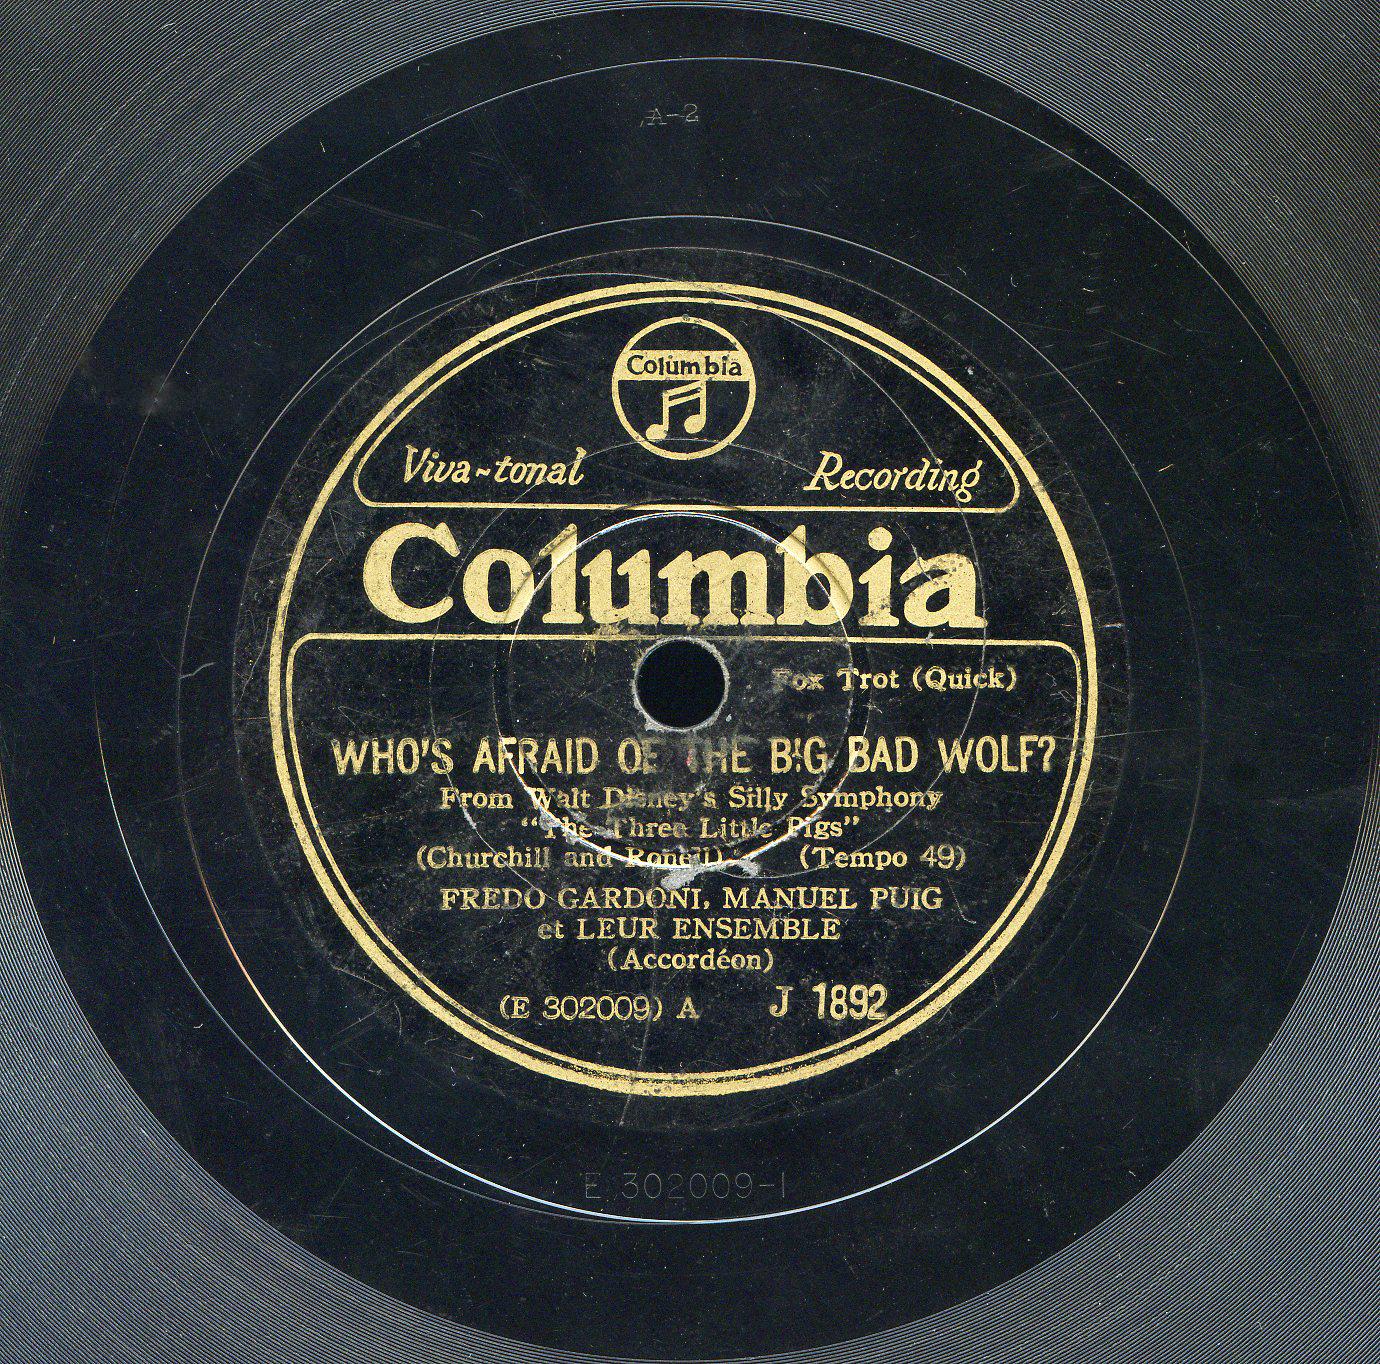 A-2
Columbia
Viva-tonal Recording
Columbia
Fox Trot (Quick)
WHO'S AFRAID OF THE BIG BAD WOLF?
From Walt Disney's Silly Symphony
"The Three Little Pigs"
(Churchill and Ronell) (Tempo 49)
FREDO GARDONI, MANUEL PUIG
et LEUR ENSEMBLE
(Accordéon)
(E 302009) A J 1892
E 302009-1